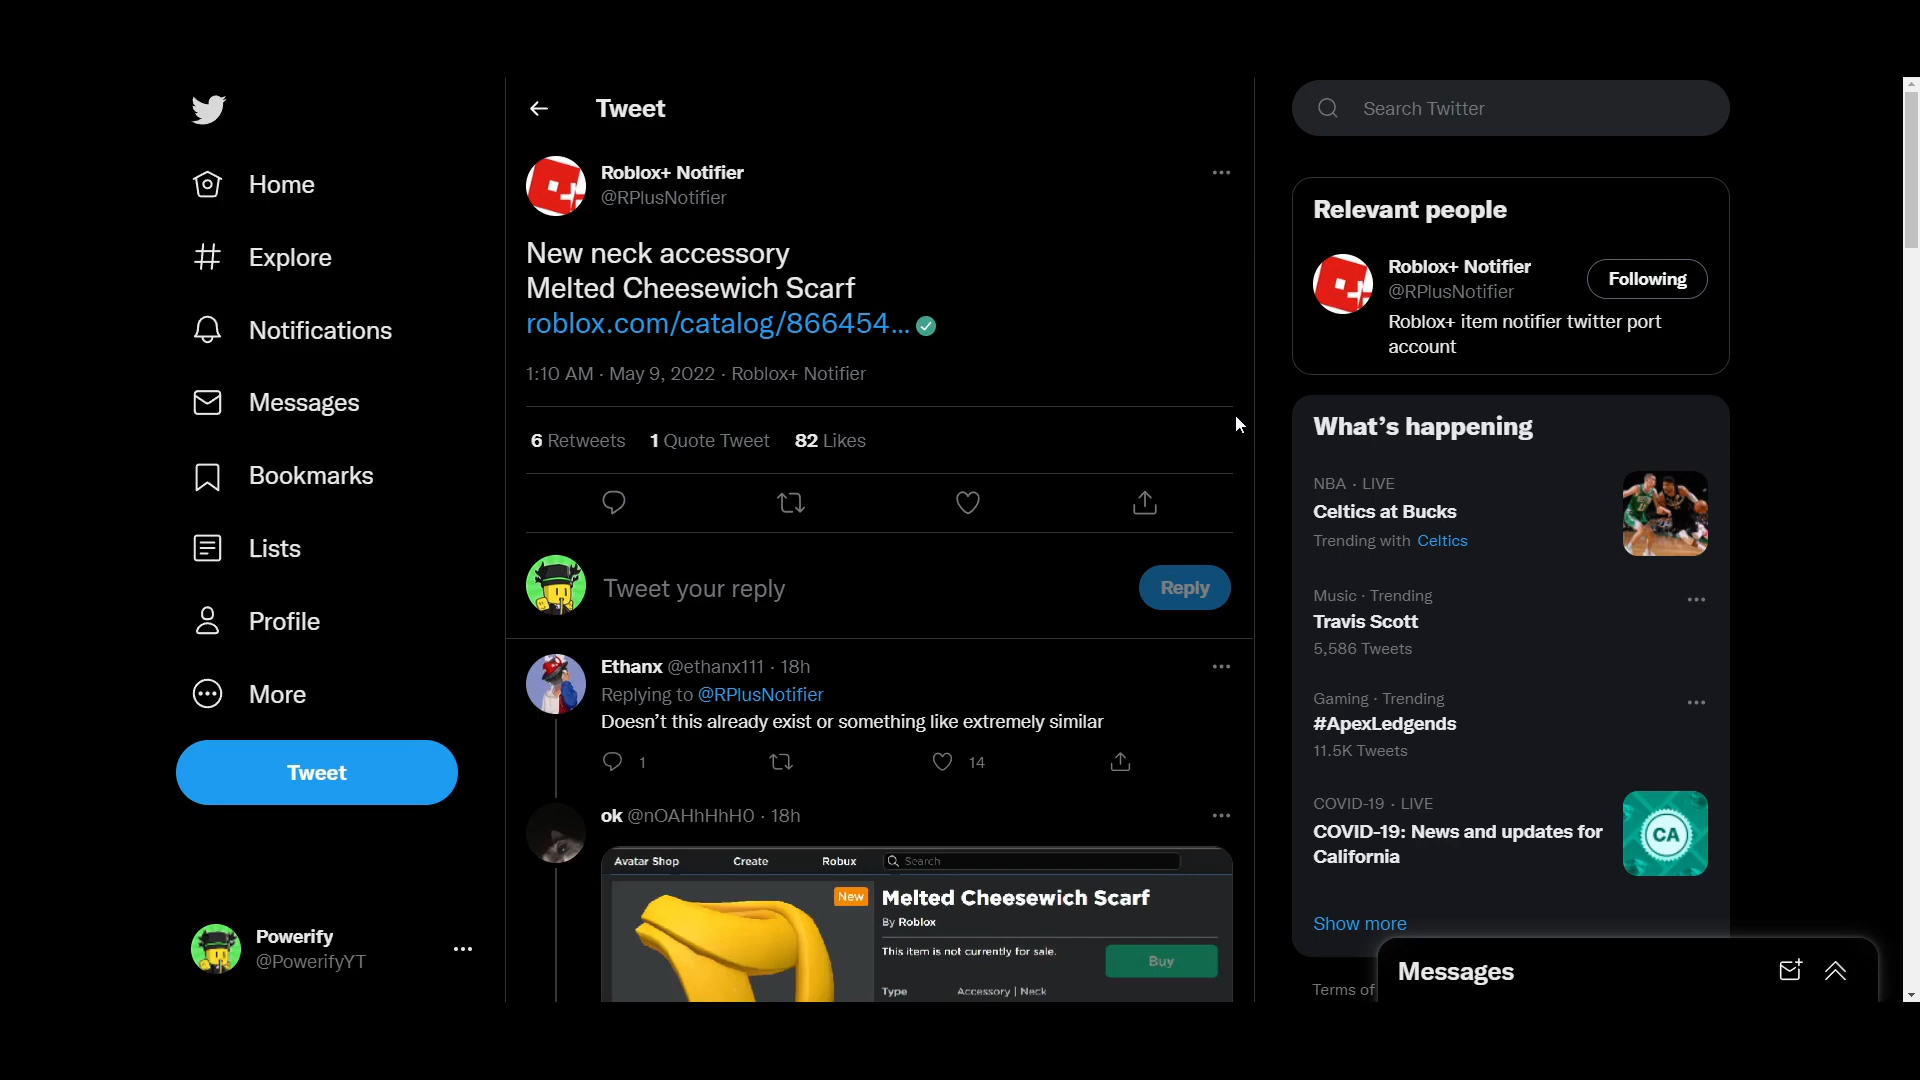 Home
Explore
Notifications
Messages
Bookmarks
Lists
Profile
More
Tweet
Powerify
@PowerifyYT
Tweet
Roblox+ Notifier
@RPlusNotifier
New neck accessory
Melted Cheesewich Scarf
roblox.com/catalog/866454...
1:10 AM · May 9, 2022 · Roblox+ Notifier
6 Retweets 1 Quote Tweet 82 Likes
Tweet your reply
Reply
Ethanx @ethanx111 · 18h
Replying to @RPlusNotifier
Doesn’t this already exist or something like extremely similar
1 14
ok @nOAHhHhH0 · 18h
Avatar Shop Create Robux Search
New
Melted Cheesewich Scarf
By Roblox
This item is not currently for sale.
Buy
Type Accessory | Neck
Search Twitter
Relevant people
Roblox+ Notifier
@RPlusNotifier
Following
Roblox+ item notifier twitter port
account
What’s happening
NBA · LIVE
Celtics at Bucks
Trending with Celtics
Music · Trending
Travis Scott
5,586 Tweets
Gaming · Trending
#ApexLedgends
11.5K Tweets
COVID-19 · LIVE
COVID-19: News and updates for
California
CA
Show more
Terms of
Messages